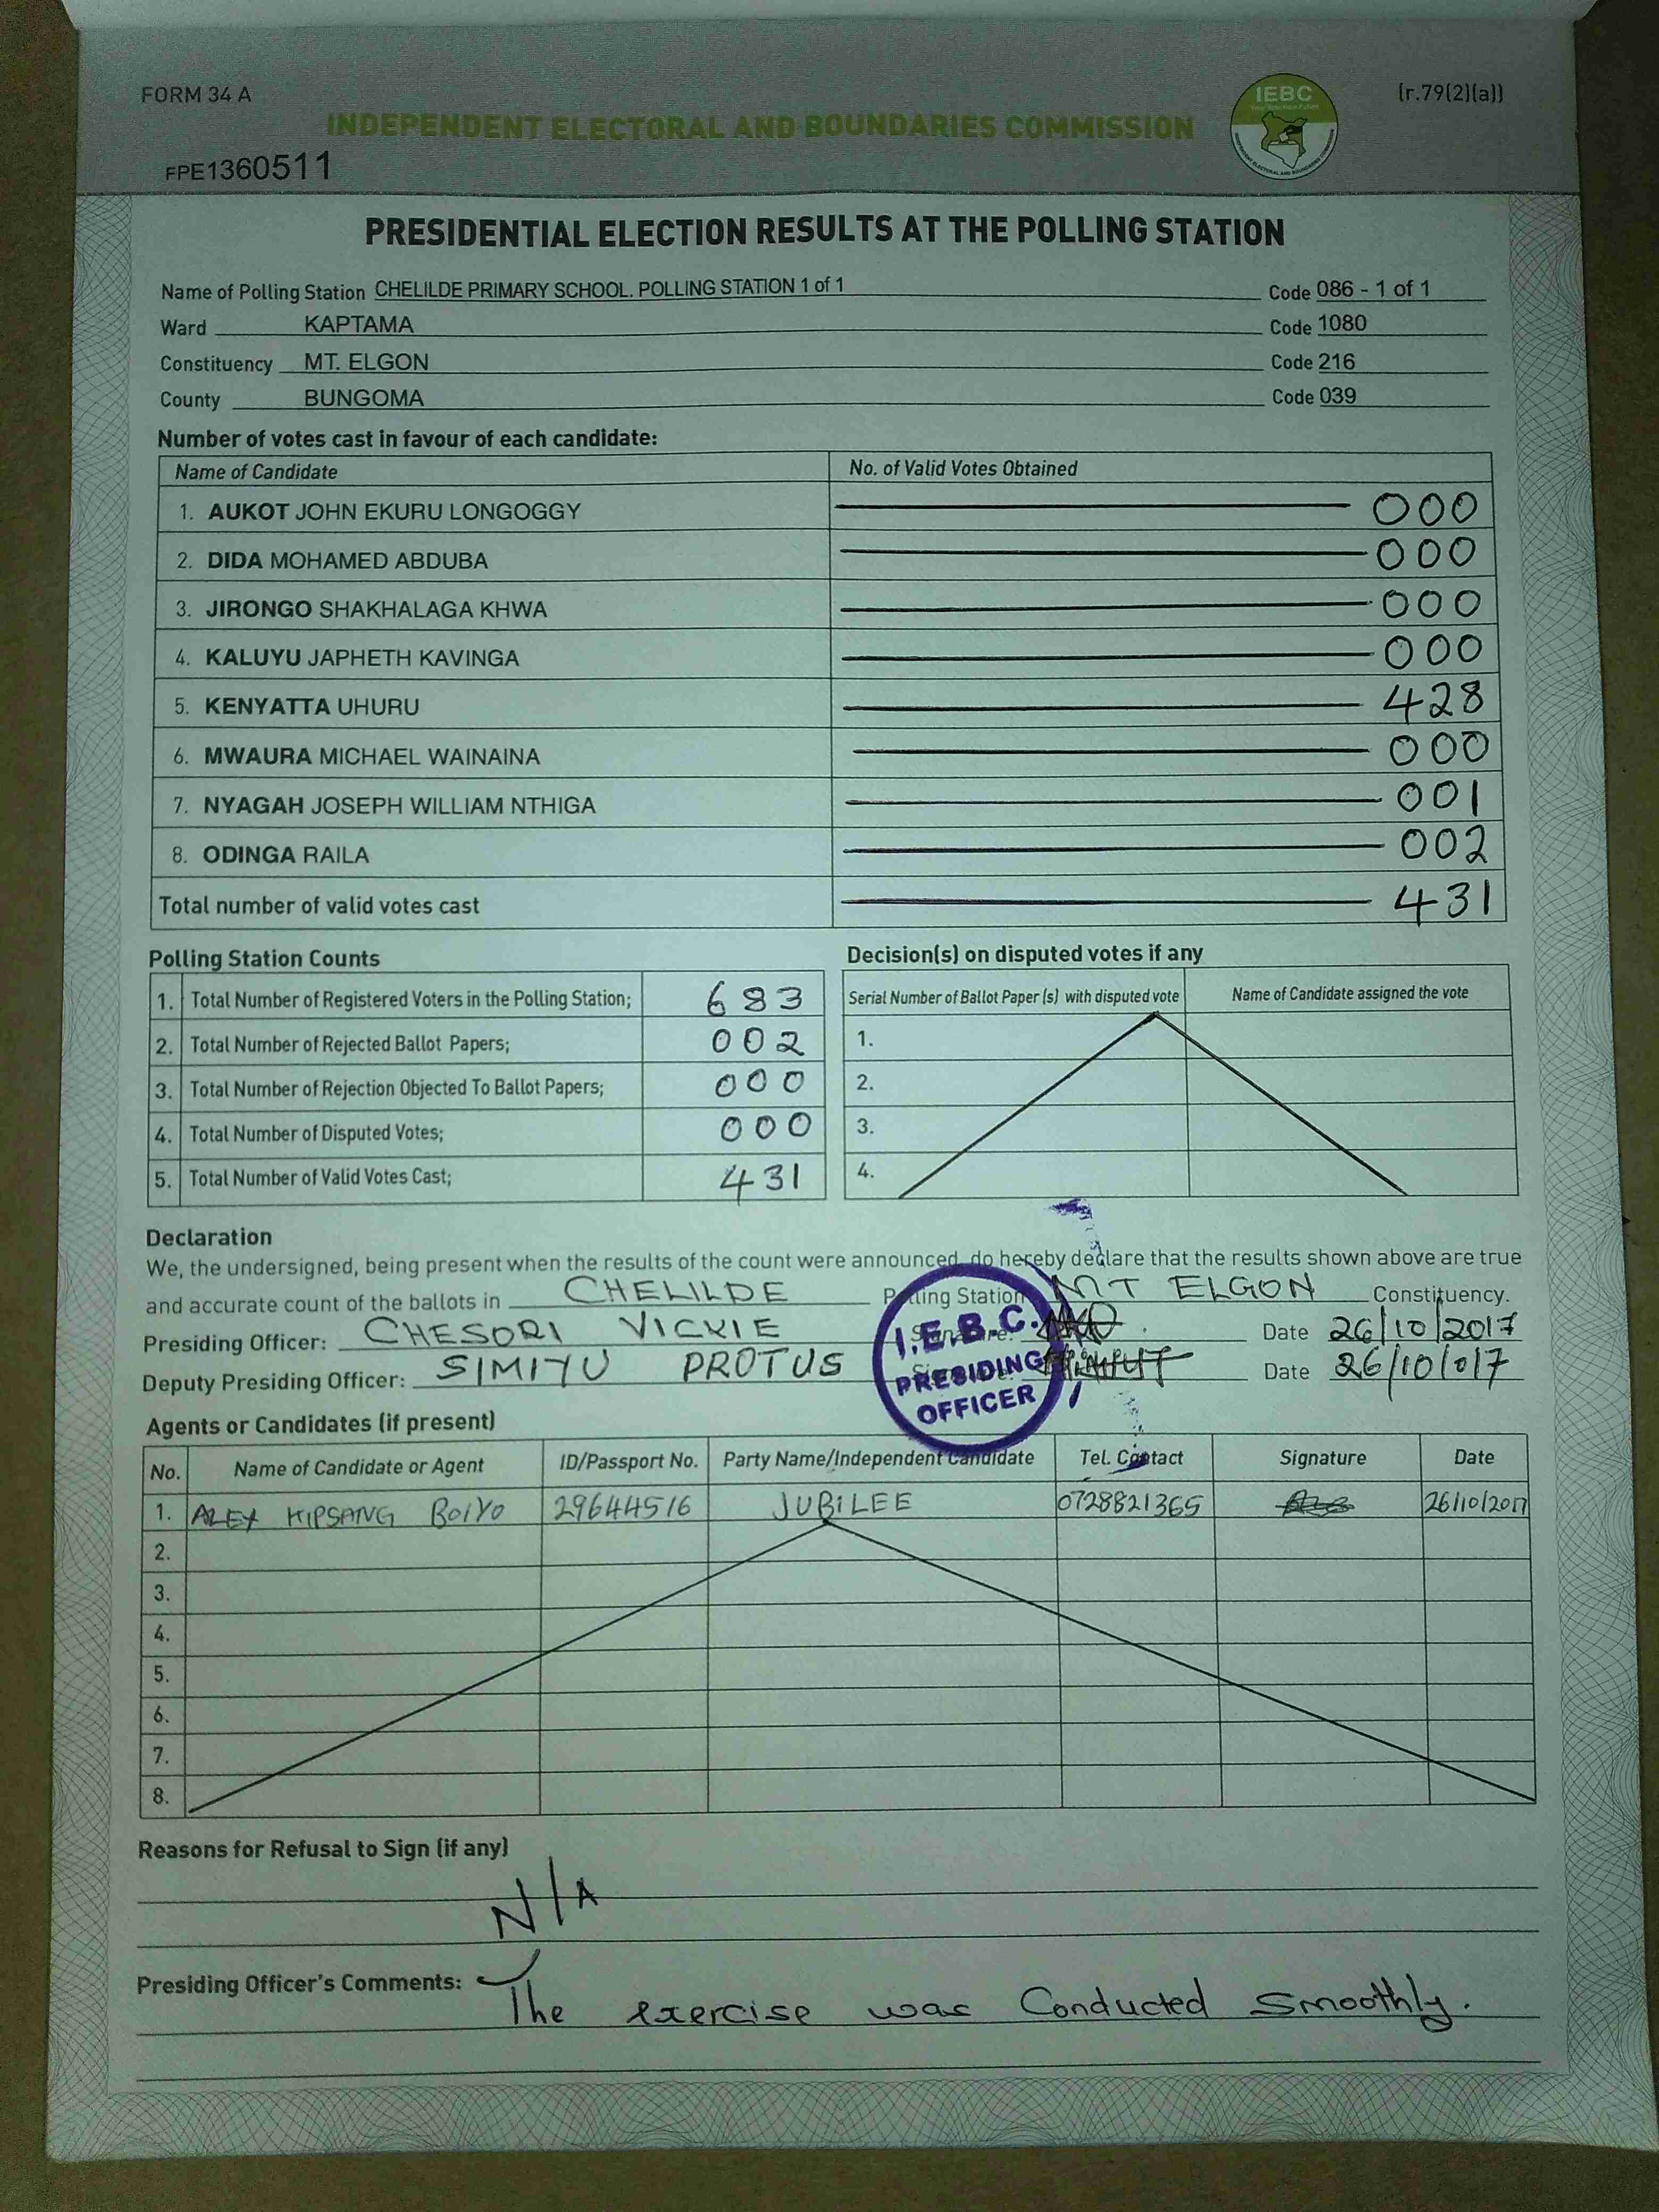 FORM 34 A
IEBC
(r.79(2)(a))
INDEPENDENT ELECTORAL AND BOUNDARIES COMMISSION
FPE1360511
PRESIDENTIAL ELECTION RESULTS AT THE POLLING STATION
Name of Polling Station CHELILDE PRIMARY SCHOOL. POLLING STATION 1 of 1 Code 086 - 1 of 1
Ward KAPTAMA Code 1080
Constituency MT. ELGON Code 216
County BUNGOMA Code 039
Number of votes cast in favour of each candidate:
Name of Candidate No. of Valid Votes Obtained
1. AUKOT JOHN EKURU LONGOGGY 000
2. DIDA MOHAMED ABDUBA 000
3. JIRONGO SHAKHALAGA KHWA 000
4. KALUYU JAPHETH KAVINGA 000
5. KENYATTA UHURU 428
6. MWAURA MICHAEL WAINAINA 000
7. NYAGAH JOSEPH WILLIAM NTHIGA 001
8. ODINGA RAILA 002
Total number of valid votes cast 431
Polling Station Counts
1. Total Number of Registered Voters in the Polling Station; 683
2. Total Number of Rejected Ballot Papers; 002
3. Total Number of Rejection Objected To Ballot Papers; 000
4. Total Number of Disputed Votes; 000
5. Total Number of Valid Votes Cast; 431
Decision(s) on disputed votes if any
Serial Number of Ballot Paper (s) with disputed vote Name of Candidate assigned the vote
1.
2.
3.
4.
Declaration
We, the undersigned, being present when the results of the count were announced, do hereby declare that the results shown above are true
and accurate count of the ballots in CHELILDE Polling Station MT ELGON Constituency.
Presiding Officer: CHESORI VICKIE Date 26/10/2017
Deputy Presiding Officer: SIMIYU PROTUS Date 26/10/017
I.E.B.C.
PRESIDING
OFFICER
Agents or Candidates (if present)
No. Name of Candidate or Agent ID/Passport No. Party Name/Independent Candidate Tel. Contact Signature Date
1. ALEX KIPSANG BOIYO 29644516 JUBILEE 0728821365 26/10/2017
2.
3.
4.
5.
6.
7.
8.
Reasons for Refusal to Sign (if any)
N/A
Presiding Officer's Comments: The exercise was Conducted Smoothly.